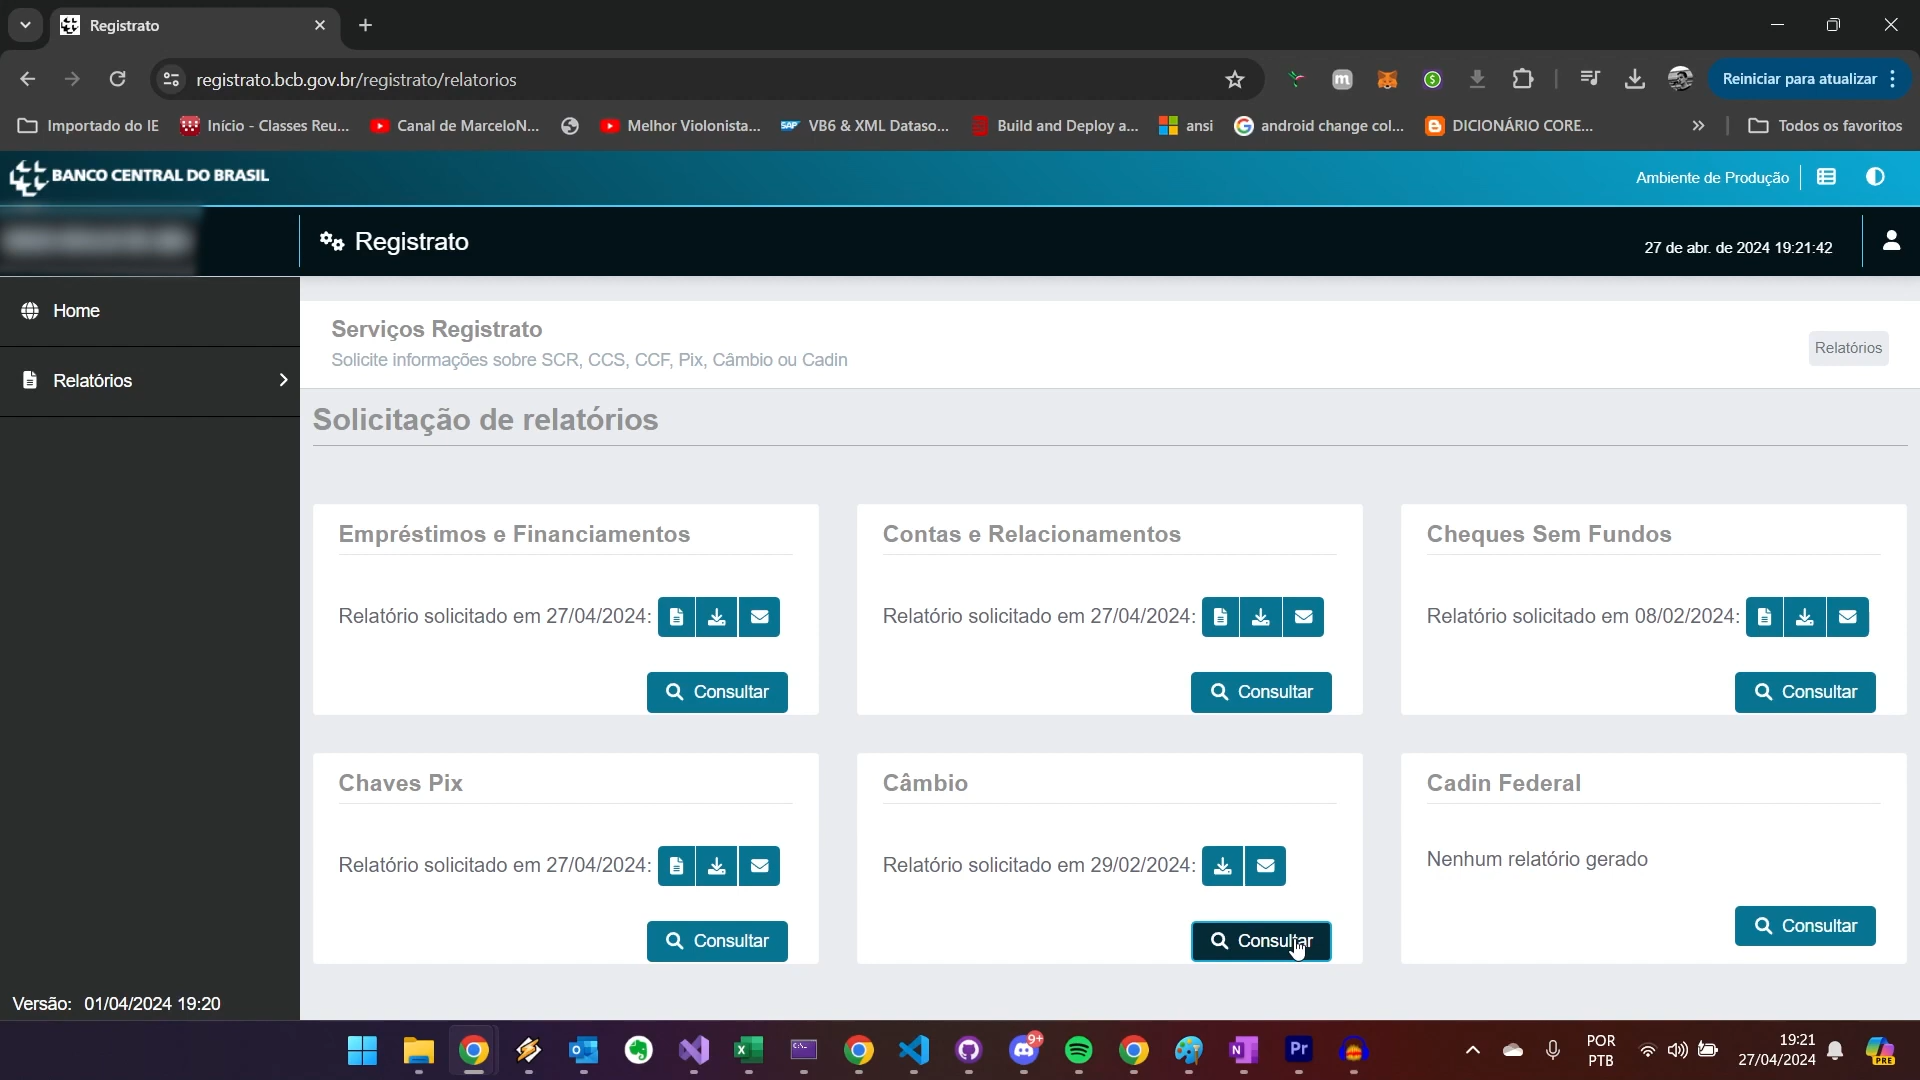 Registrato
registrato.bcb.gov.br/registrato/relatorios
m
$
Reiniciar para atualizar
Importado do IE
Início - Classes Reu...
Canal de MarceloN...
Melhor Violonista...
SAP
VB6 & XML Dataso...
Build and Deploy a...
ansi
android change col...
DICIONÁRIO CORE...
Todos os favoritos
BANCO CENTRAL DO BRASIL
Ambiente de Produção
Registrato
27 de abr. de 2024 19:21:42
Home
Relatórios
Serviços Registrato
Solicite informações sobre SCR, CCS, CCF, Pix, Câmbio ou Cadin
Relatórios
Solicitação de relatórios
Empréstimos e Financiamentos
Relatório solicitado em 27/04/2024:
Consultar
Contas e Relacionamentos
Relatório solicitado em 27/04/2024:
Consultar
Cheques Sem Fundos
Relatório solicitado em 08/02/2024:
Consultar
Chaves Pix
Relatório solicitado em 27/04/2024:
Consultar
Câmbio
Relatório solicitado em 29/02/2024:
Consultar
Cadin Federal
Nenhum relatório gerado
Consultar
Versão: 01/04/2024 19:20
9+
N
Pr
POR
PTB
19:21
27/04/2024
PRE